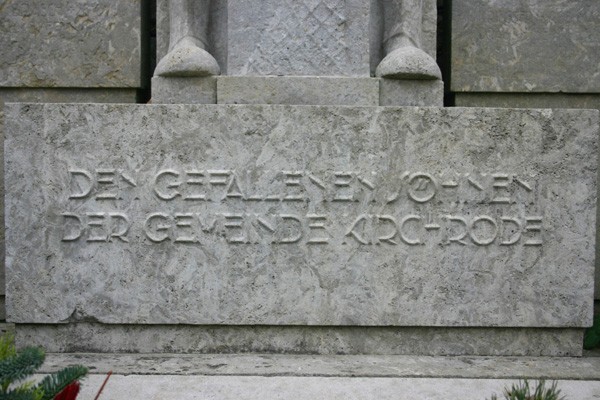 DEN GEFALLENEN SÖHNEN
DER GEMEINDE KIRCHRODE